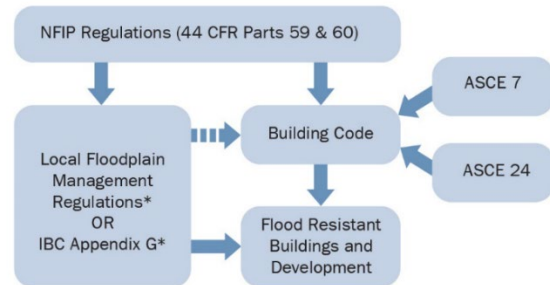 NFIP Regulations (44 CFR Parts 59 & 60)
ASCE 7
Building Code
Local Floodplain
Management
Regulations*
OR
IBC Appendix G*
ASCE 24
Flood Resistant
Buildings and
Development